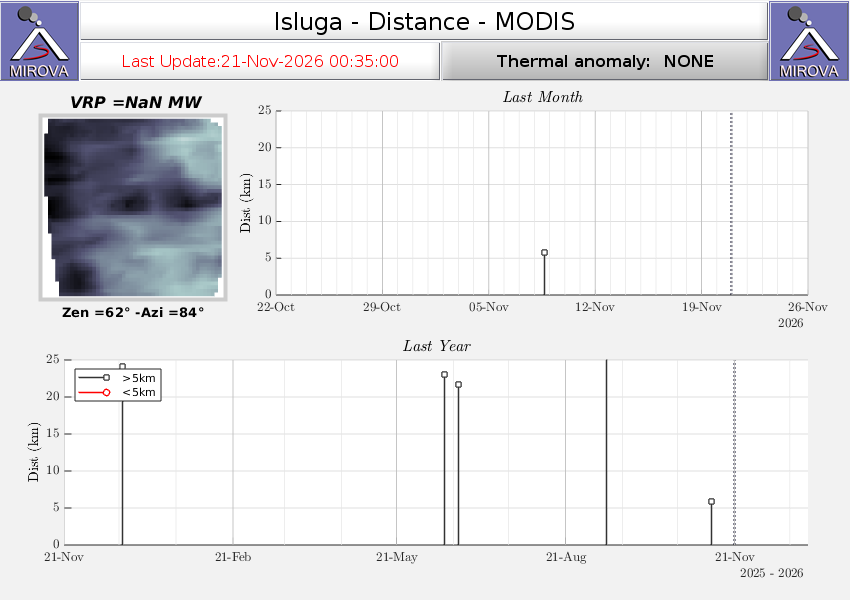 Isluga - Distance - MODIS
MIROVA
Last Update:21-Nov-2026 00:35:00
Thermal anomaly: NONE
MIROVA
VRP =NaN MW
Zen =62° -Azi =84°
Last Month
Dist (km)
25
20
15
10
5
0
22-Oct 29-Oct 05-Nov 12-Nov 19-Nov 26-Nov
2026
Last Year
Dist (km)
25
20
15
10
5
0
>5km
<5km
21-Nov 21-Feb 21-May 21-Aug 21-Nov
2025 - 2026